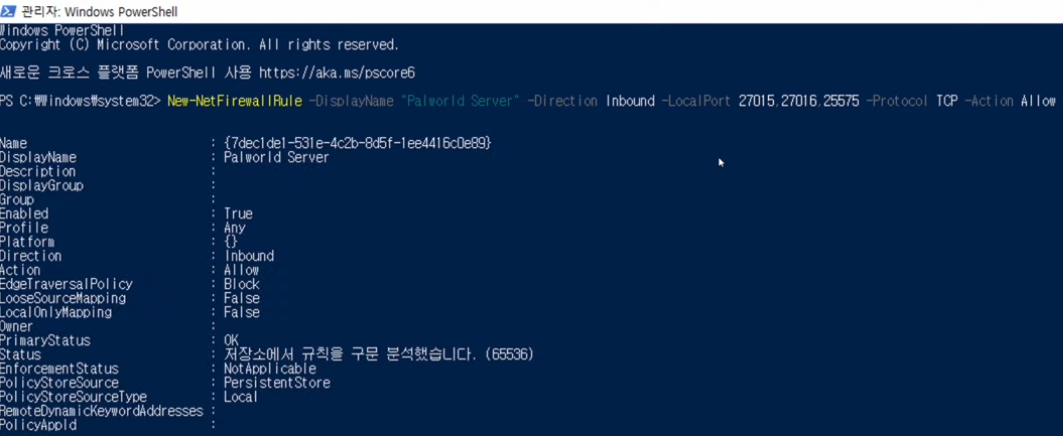 관리자: Windows PowerShell
Windows PowerShell
Copyright (C) Microsoft Corporation. All rights reserved.
새로운 크로스 플랫폼 PowerShell 사용 https://aka.ms/pscore6
PS C:₩Windows₩system32> New-NetFirewallRule -DisplayName "Palworld Server" -Direction Inbound -LocalPort 27015,27016,25575 -Protocol TCP -Action Allow
Name : {7dec1de1-531e-4c2b-8d5f-1ee4416c0e89}
DisplayName : Palworld Server
Description :
DisplayGroup :
Group :
Enabled : True
Profile : Any
Platform : {}
Direction : Inbound
Action : Allow
EdgeTraversalPolicy : Block
LooseSourceMapping : False
LocalOnlyMapping : False
Owner :
PrimaryStatus : OK
Status : 저장소에서 규칙을 구문 분석했습니다. (65536)
EnforcementStatus : NotApplicable
PolicyStoreSource : PersistentStore
PolicyStoreSourceType : Local
RemoteDynamicKeywordAddresses :
PolicyAppId :